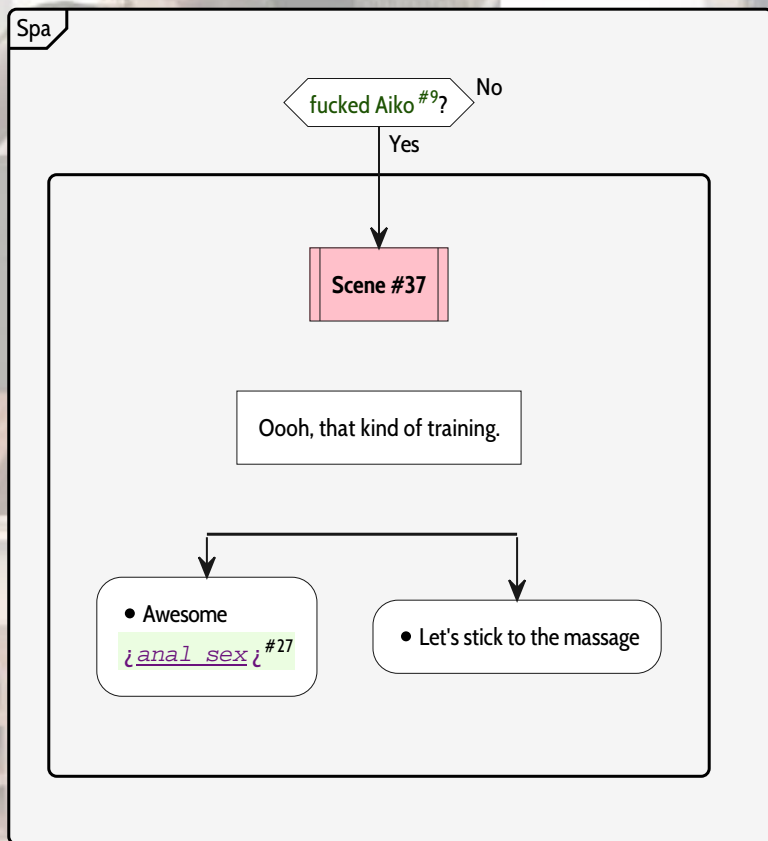 Spa
fucked Aiko #9?
No
Yes
Scene #37
Oooh, that kind of training.
• Awesome
¿anal sex¿#27
• Let's stick to the massage